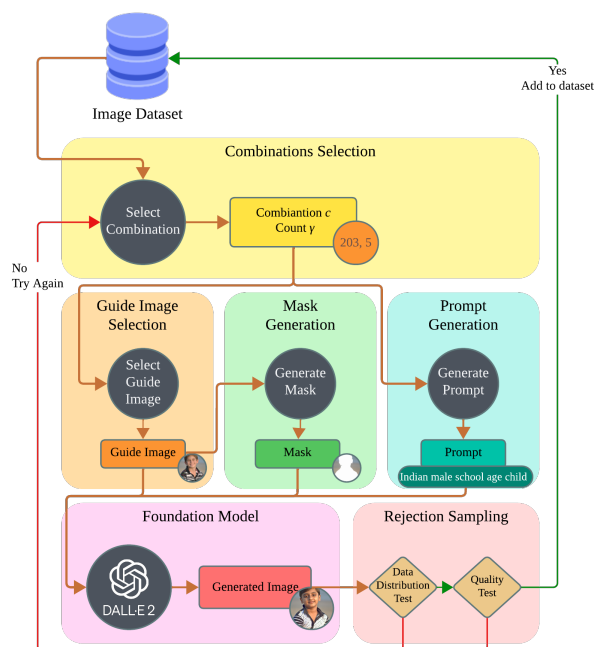 Image Dataset
Yes
Add to dataset
Combinations Selection
Select
Combination
Combiantion c
Count γ
203, 5
No
Try Again
Guide Image
Selection
Mask
Generation
Prompt
Generation
Select
Guide
Image
Generate
Mask
Generate
Prompt
Guide Image
Mask
Prompt
Indian male school age child
Foundation Model
Rejection Sampling
DALL·E 2
Generated Image
Data
Distribution
Test
Quality
Test